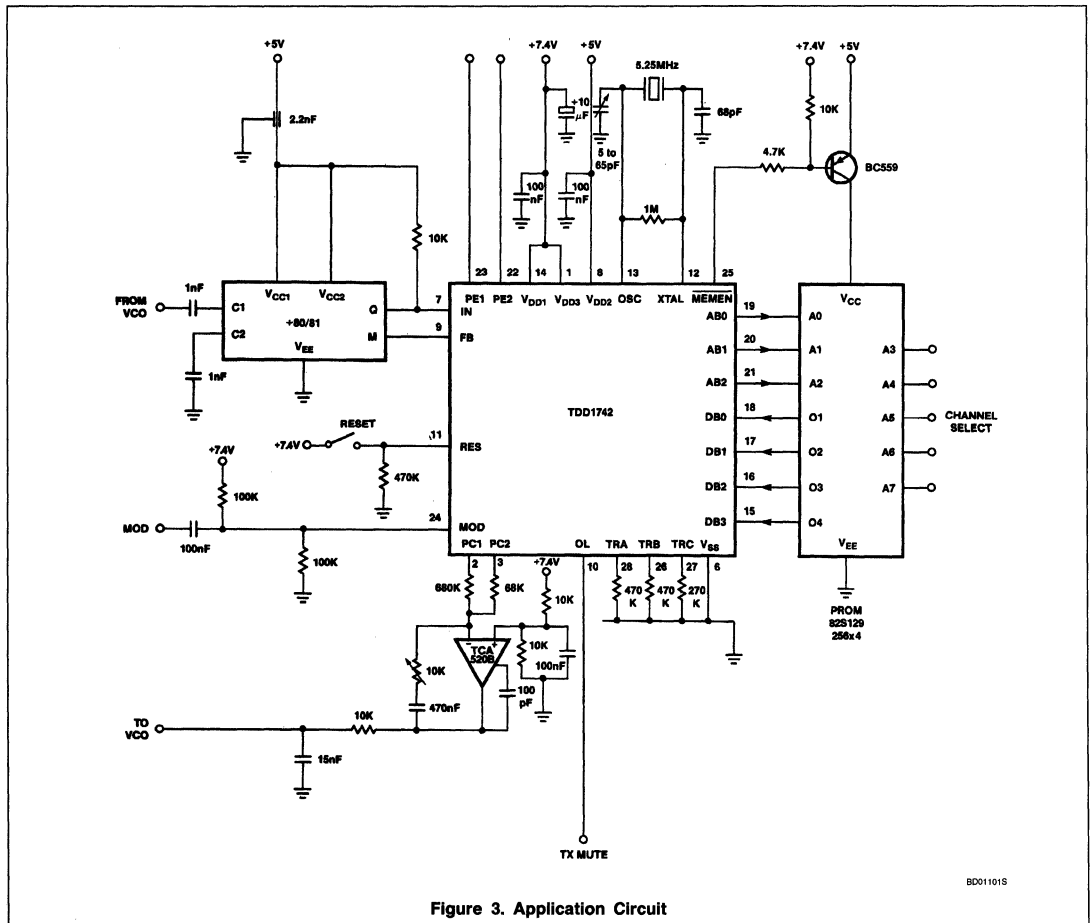 +5V
+7.4V
+5V
5.25MHz
+7.4V
+5V
2.2nF
+10
μF
5 to
65pF
68pF
10K
4.7K
BC559
100
nF
100
nF
1M
10K
23 22 14 1 8 13 12 25
FROM
VCO
1nF
C1
C2
VCC1 VCC2
÷80/81
VEE
Q
M
7
9
1nF
PE1 PE2 VDD1 VDD3 VDD2 OSC XTAL MEMEN
IN
FB
TDD1742
AB0 19 A0
AB1 20 A1
AB2 21 A2
DB0 18 O1
DB1 17 O2
DB2 16 O3
DB3 15 O4
VCC
A3
A4
A5
A6
A7
CHANNEL
SELECT
VEE
PROM
82S129
256x4
RESET
+7.4V
11
RES
470K
+7.4V
100K
MOD
100nF
24
MOD
100K
PC1 PC2 OL TRA TRB TRC VSS
2 3 10 28 26 27 6
680K
68K
+7.4V
10K
470
K
470
K
270
K
- +
TCA
520B
10K
100nF
10K
470nF
100
pF
TO
VCO
10K
15nF
TX MUTE
BD01101S
Figure 3. Application Circuit